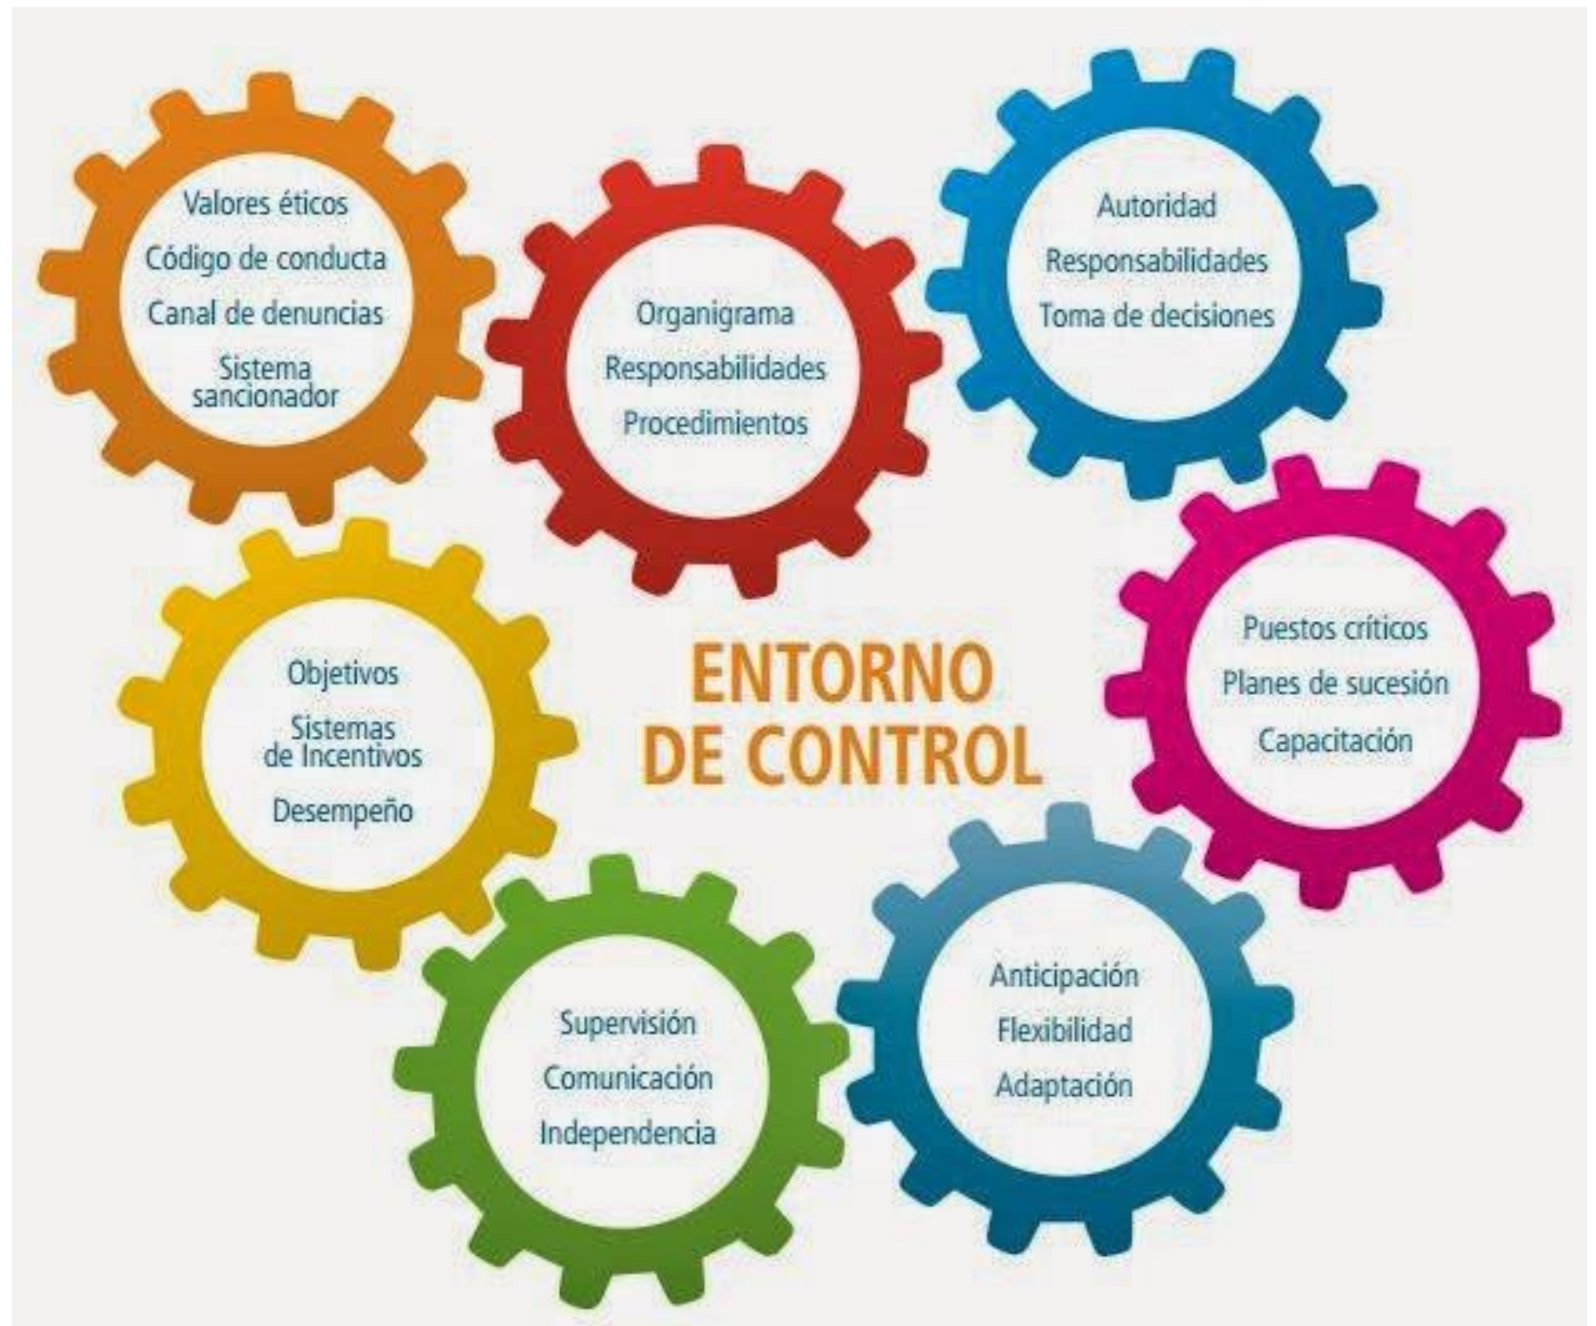 Valores éticos
Código de conducta
Canal de denuncias
Sistema
sancionador
Organigrama
Responsabilidades
Procedimientos
Autoridad
Responsabilidades
Toma de decisiones
Objetivos
Sistemas
de Incentivos
Desempeño
ENTORNO
DE CONTROL
Puestos críticos
Planes de sucesión
Capacitación
Supervisión
Comunicación
Independencia
Anticipación
Flexibilidad
Adaptación